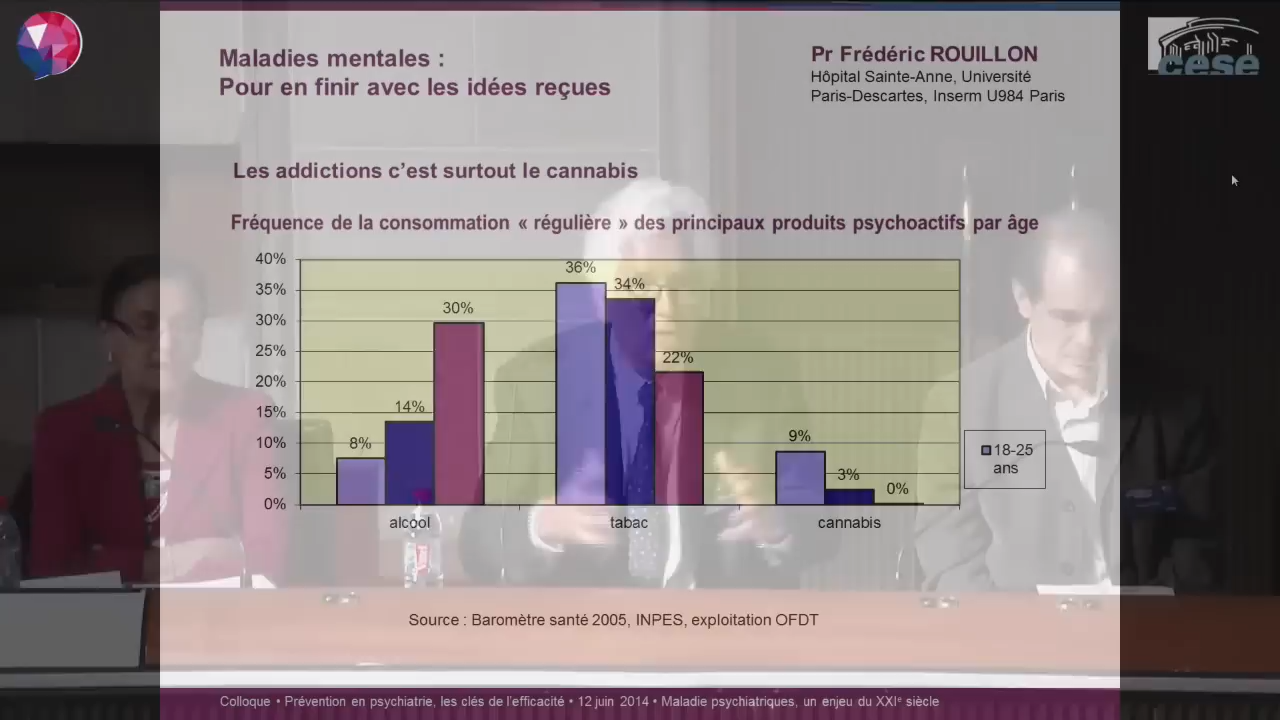 Maladies mentales :
Pour en finir avec les idées reçues
Pr Frédéric ROUILLON
Hôpital Sainte-Anne, Université
Paris-Descartes, Inserm U984 Paris
cese
Les addictions c’est surtout le cannabis
Fréquence de la consommation « régulière » des principaux produits psychoactifs par âge
40%
35%
30%
25%
20%
15%
10%
5%
0%
8%
14%
30%
36%
34%
22%
9%
3%
0%
alcool
tabac
cannabis
18-25
ans
Source : Baromètre santé 2005, INPES, exploitation OFDT
Colloque • Prévention en psychiatrie, les clés de l’efficacité • 12 juin 2014 • Maladie psychiatriques, un enjeu du XXIe siècle